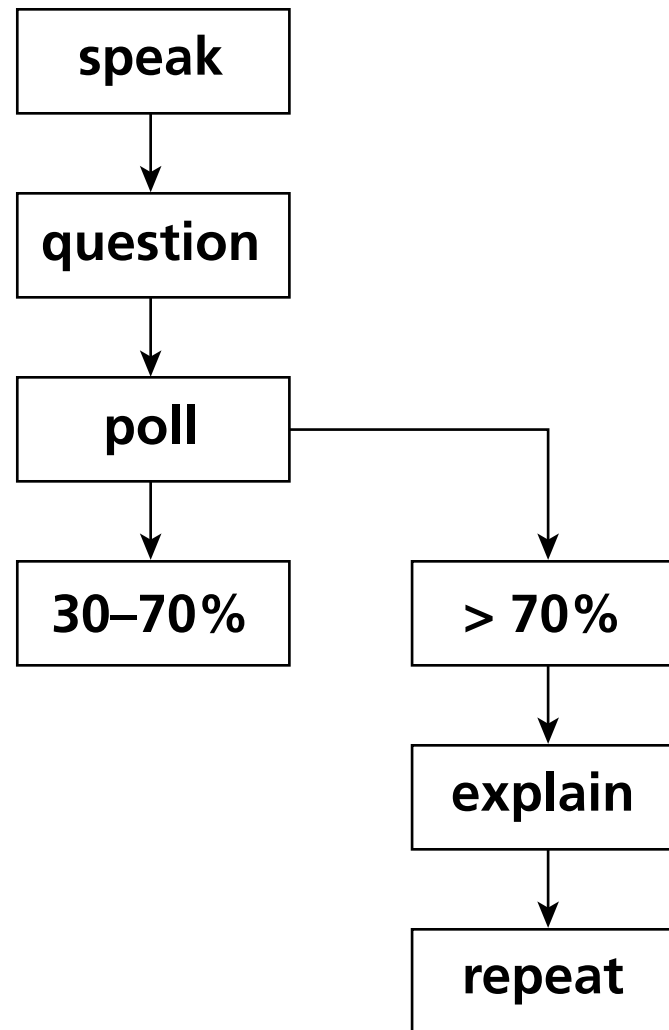 speak
question
poll
30–70%
> 70%
explain
repeat